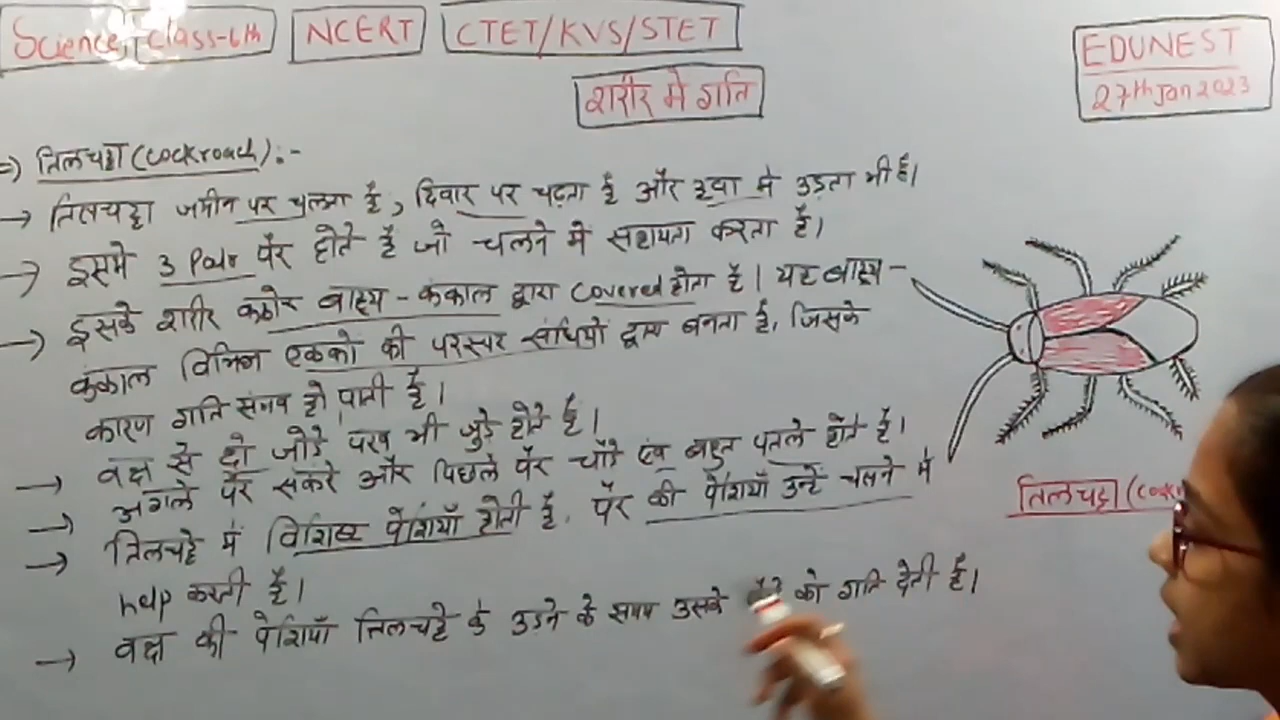 Science Class-6th NCERT CTET/KVS/STET
EDUNEST
27th Jan 2023
शरीर मे गति
=> तिलचट्टा (cockroach) :-
→ तिलचट्टा जमीन पर चलता है, दिवार पर चढ़ता है और हवा मे उड़ता भी है।
→ इसमे 3 Pair पैर होते है जो चलने में सहायता करता है।
→ इसके शरीर कठोर बाह्य-कंकाल द्वारा covered होता है। यह बाह्य-
कंकाल विभिन्न एककों की परस्पर संधियों द्वारा बनता है, जिसके
कारण गति संभव हो पाती है।
→ वक्ष से दो जोड़े पंख भी जुड़े होते है।
→ अगले पैर संकरे और पिछले पैर चौड़े एवं बहुत पतले होते है।
→ तिलचट्टे में विशिष्ट पेशियाँ होती है, पैर की पेशियाँ उन्हे चलने में
help करती है।
→ वक्ष की पेशियाँ तिलचट्टे के उड़ने के समय उसके को गति देती है।
तिलचट्टा